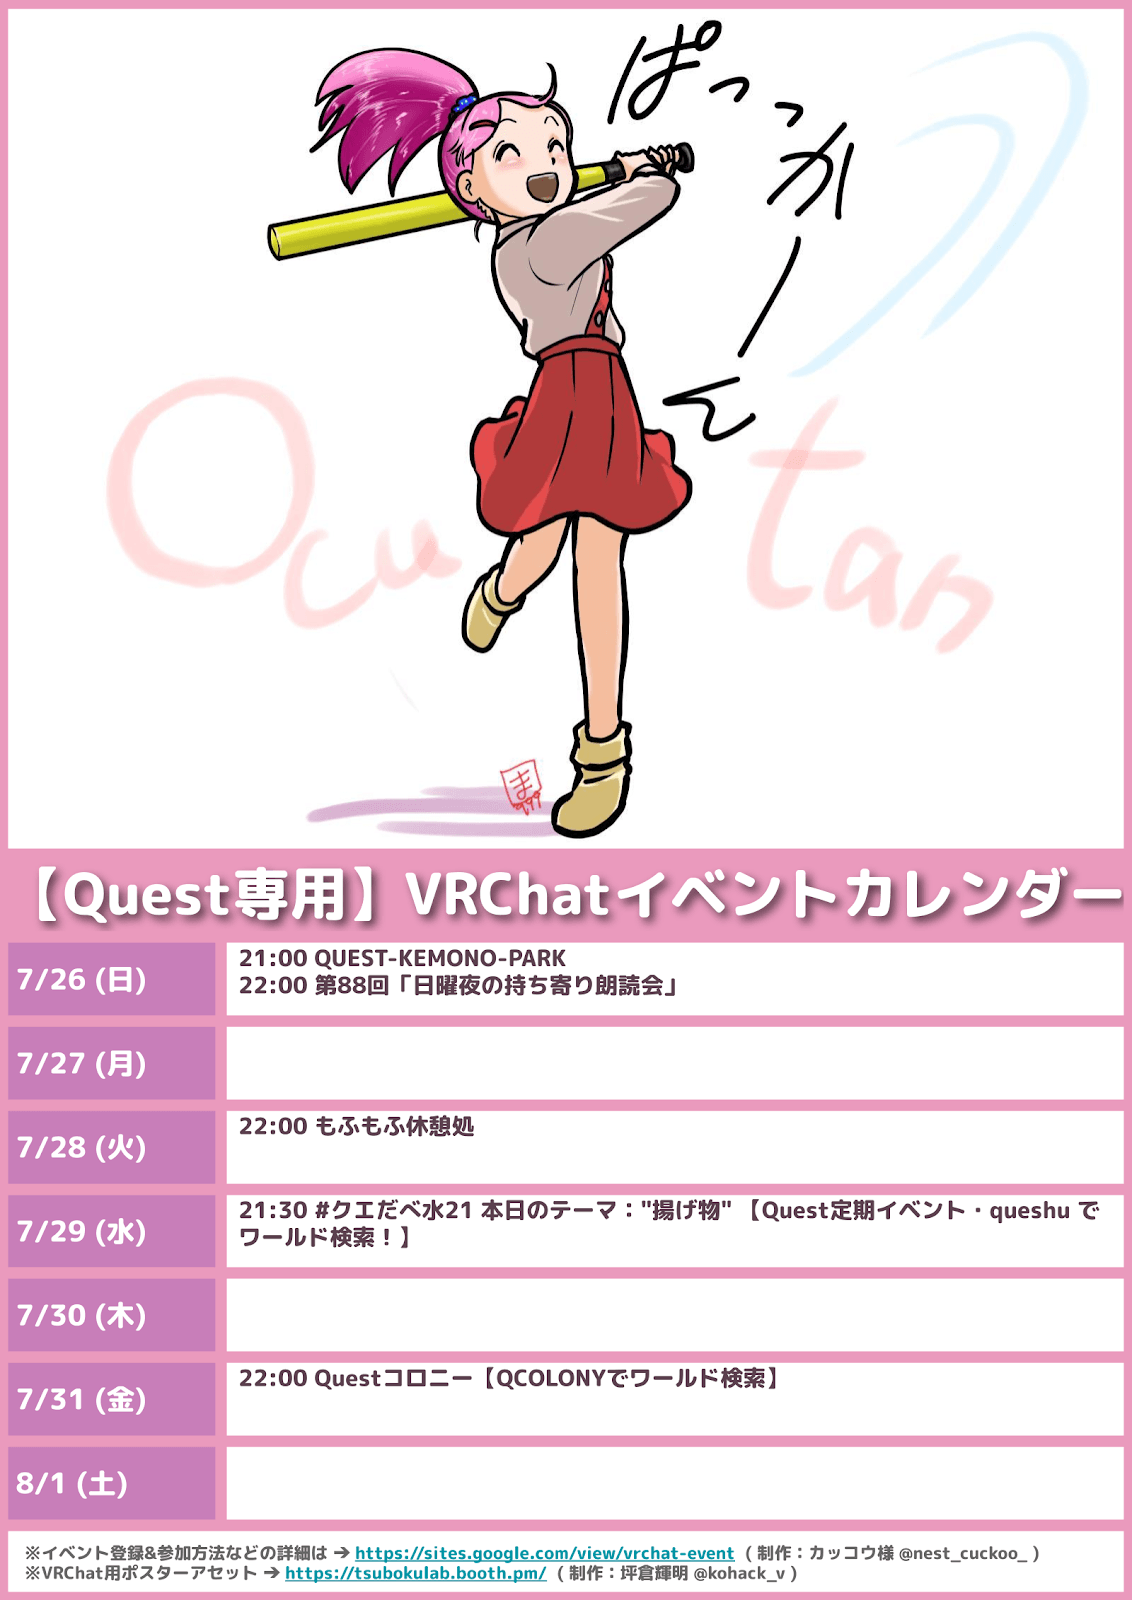 ぱっっかーん
Ocutan
ま
999
【Quest専用】VRChatイベントカレンダー
7/26 (日)
21:00 QUEST-KEMONO-PARK
22:00 第88回「日曜夜の持ち寄り朗読会」
7/27 (月)
7/28 (火)
22:00 もふもふ休憩処
7/29 (水)
21:30 #クエだべ水21 本日のテーマ："揚げ物" 【Quest定期イベント・queshu で
ワールド検索！】
7/30 (木)
7/31 (金)
22:00 Questコロニー【QCOLONYでワールド検索】
8/1 (土)
※イベント登録&参加方法などの詳細は ➔ https://sites.google.com/view/vrchat-event ( 制作：カッコウ様 @nest_cuckoo_ )
※VRChat用ポスターアセット ➔ https://tsubokulab.booth.pm/ ( 制作：坪倉輝明 @kohack_v )